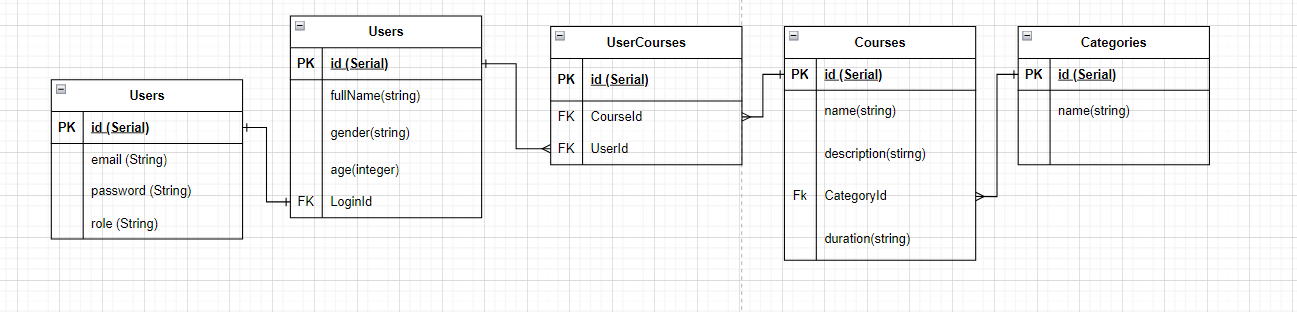 Users
PK id (Serial)
email (String)
password (String)
role (String)
Users
PK id (Serial)
fullName(string)
gender(string)
age(integer)
FK LoginId
UserCourses
PK id (Serial)
FK CourseId
FK UserId
Courses
PK id (Serial)
name(string)
description(stirng)
Fk CategoryId
duration(string)
Categories
PK id (Serial)
name(string)